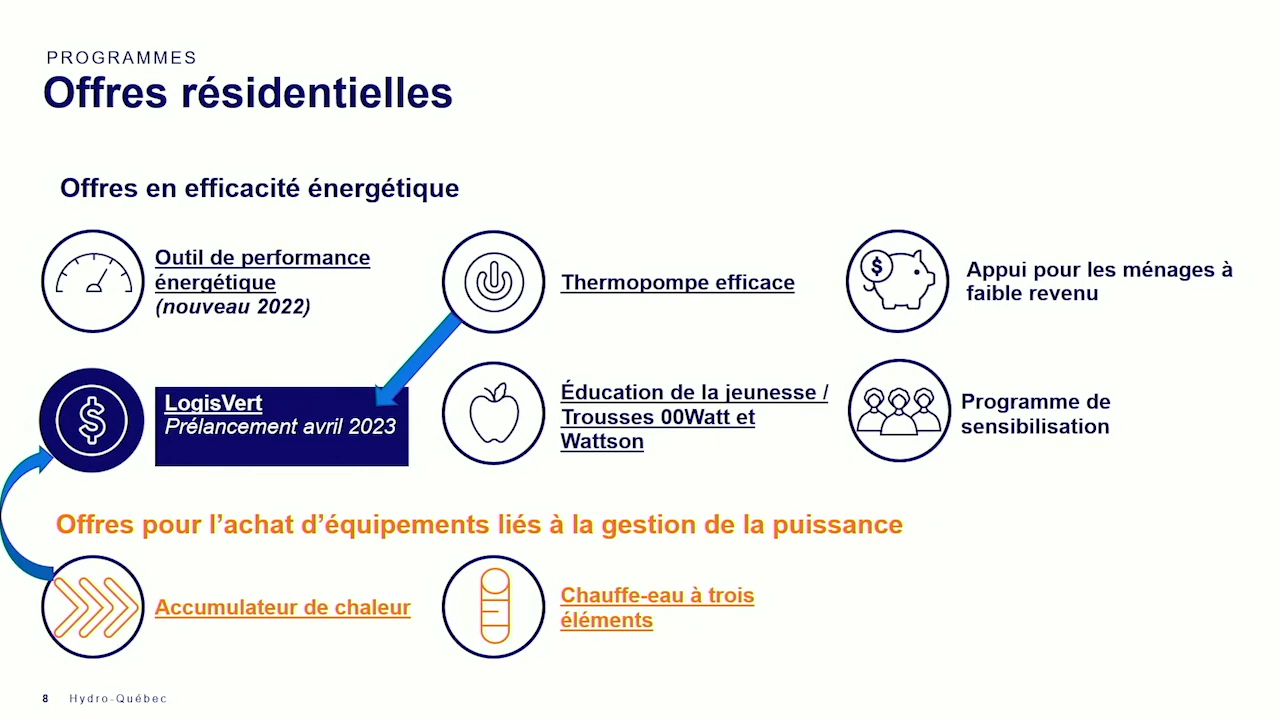 PROGRAMMES
Offres résidentielles
Offres en efficacité énergétique
Outil de performance
énergétique
(nouveau 2022)
Thermopompe efficace
$
Appui pour les ménages à
faible revenu
$
LogisVert
Prélancement avril 2023
Éducation de la jeunesse /
Trousses 00Watt et
Wattson
Programme de
sensibilisation
Offres pour l’achat d’équipements liés à la gestion de la puissance
Accumulateur de chaleur
Chauffe-eau à trois
éléments
8 Hydro-Québec